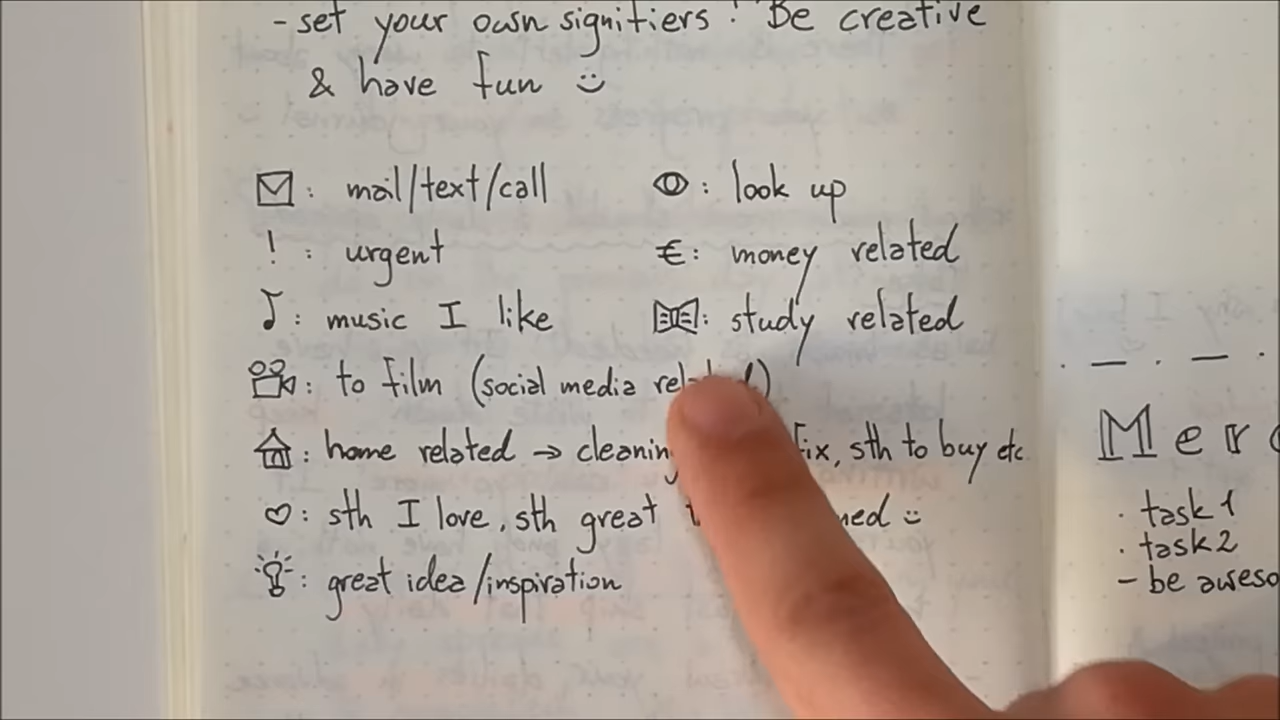 - set your own signifiers! Be creative
& have fun
: mail/text/call
: look up
! : urgent
€: money related
♪: music I like
: study related
: to film (social media related)
: home related → cleaning fix, sth to buy etc.
♡: sth I love, sth great
: great idea/inspiration
Mer
· task 1
· task 2
- be aweso